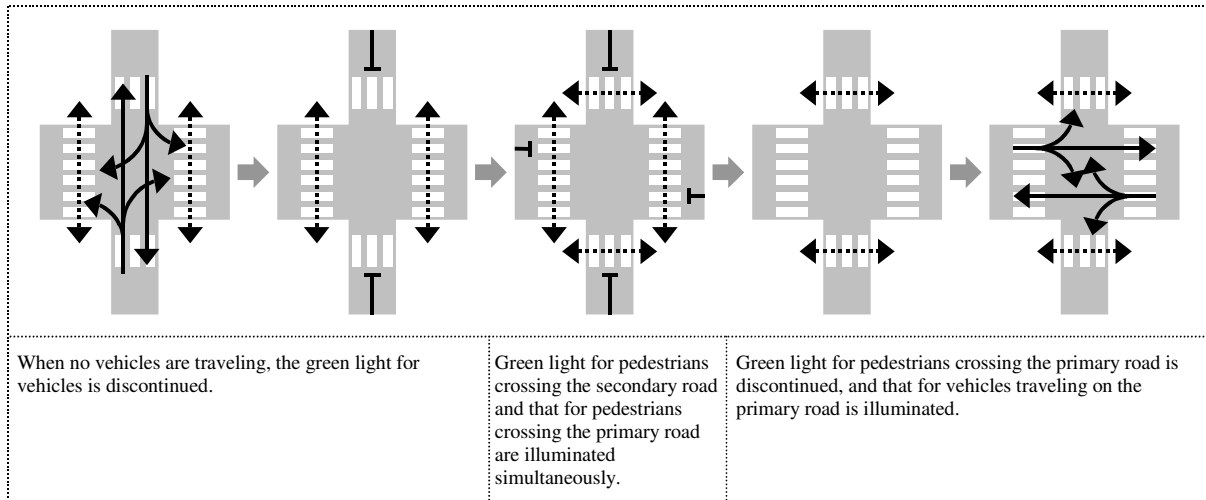 When no vehicles are traveling, the green light for
vehicles is discontinued.
Green light for pedestrians
crossing the secondary road
and that for pedestrians
crossing the primary road
are illuminated
simultaneously.
Green light for pedestrians crossing the primary road is
discontinued, and that for vehicles traveling on the
primary road is illuminated.